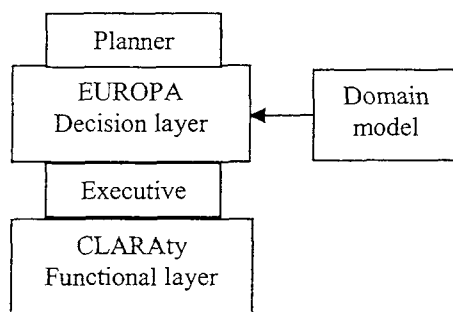 Planner
EUROPA
Decision layer
Domain
model
Executive
CLARAty
Functional layer